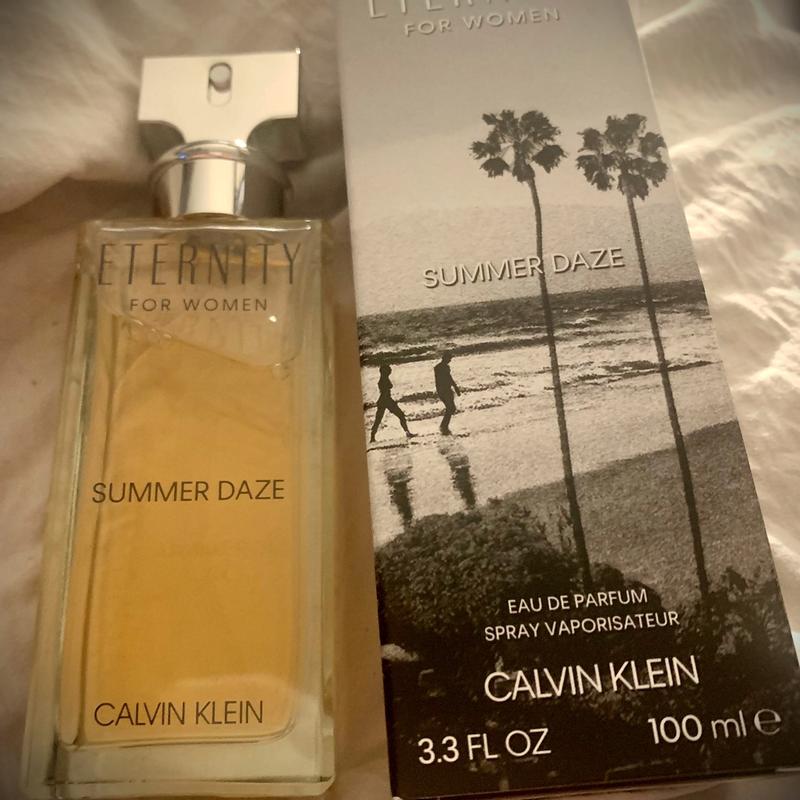 ETERNITY
FOR WOMEN
SUMMER DAZE
CALVIN KLEIN
ETERNITY
FOR WOMEN
SUMMER DAZE
EAU DE PARFUM
SPRAY VAPORISATEUR
CALVIN KLEIN
3.3 FL OZ
100 ml e